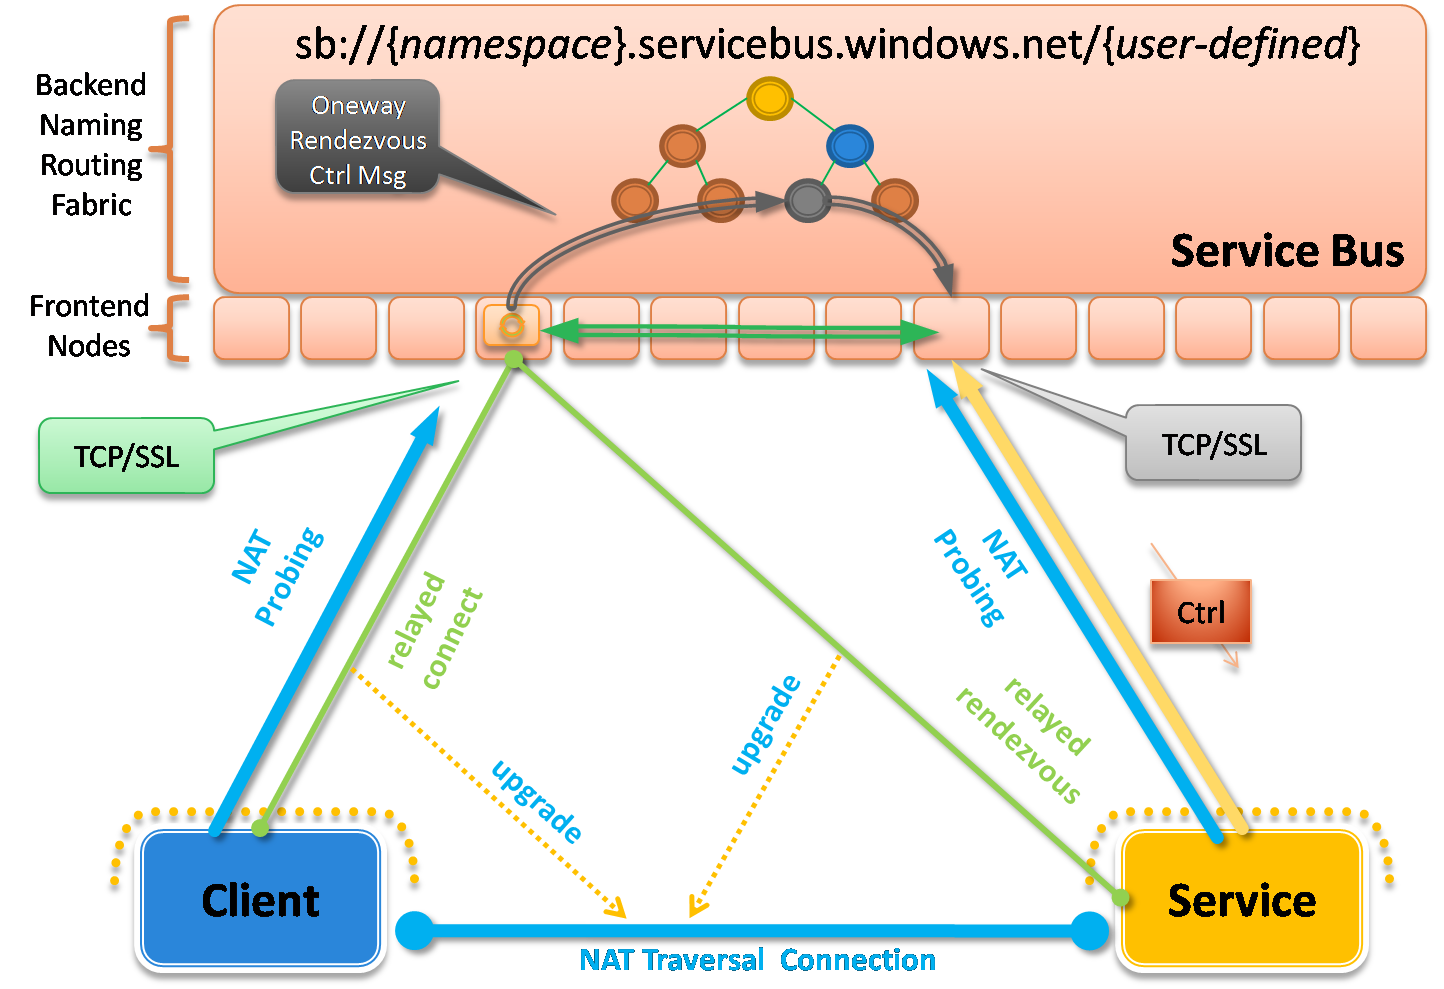 sb://{namespace}.servicebus.windows.net/{user-defined}
Backend
Naming
Routing
Fabric
Oneway
Rendezvous
Ctrl Msg
Service Bus
Frontend
Nodes
TCP/SSL
TCP/SSL
NAT
Probing
relayed
connect
NAT
Probing
Ctrl
upgrade
upgrade
relayed
rendezvous
Client
Service
NAT Traversal  Connection